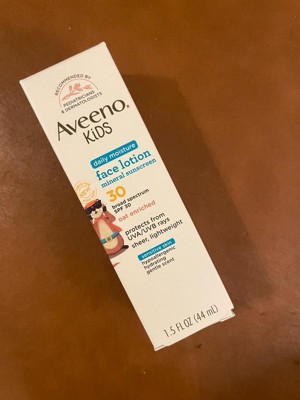 RECOMMENDED BY
PEDIATRICIANS
& DERMATOLOGISTS
Aveeno®
KiDS
daily moisture
face lotion
mineral sunscreen
30
broad spectrum
SPF 30
oat enriched
protects from
UVA/UVB rays
sheer, lightweight
sensitive skin
hypoallergenic
hydrating
gentle scent
1.5 FL OZ (44 mL)